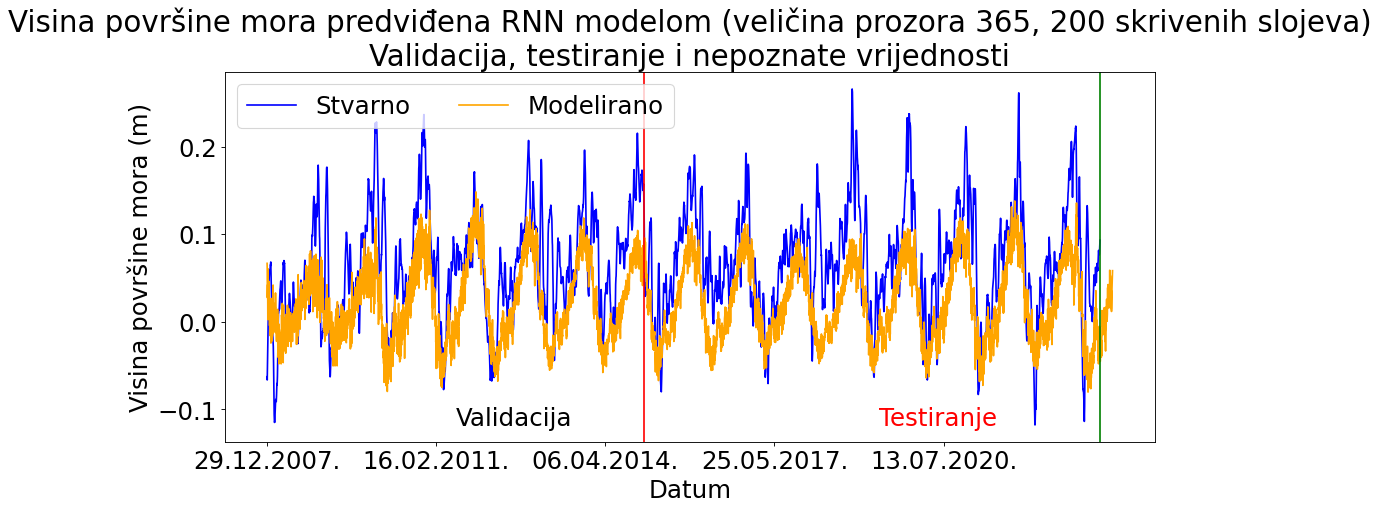 Visina površine mora predviđena RNN modelom (veličina prozora 365, 200 skrivenih slojeva)
Validacija, testiranje i nepoznate vrijednosti
Stvarno Modelirano
Visina površine mora (m)
0.2
0.1
0.0
−0.1
Validacija Testiranje
29.12.2007. 16.02.2011. 06.04.2014. 25.05.2017. 13.07.2020.
Datum